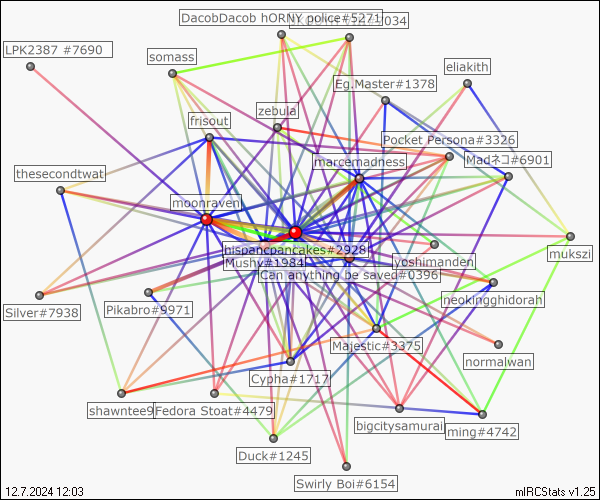 DacobDacob hORNY police#5271
034
LPK2387 #7690
somass
eliakith
Eg.Master#1378
zebula
frisout
Pocket Persona#3326
marcemadness
Madネコ#6901
thesecondtwat
moonraven
hispancpancakes#2928
mukszi
Mushy#1984
yoshimanden
Can anything be saved#0396
Silver#7938
Pikabro#9971
neokingghidorah
Majestic#3375
normalwan
Cypha#1717
shawntee9
Fedora Stoat#4479
bigcitysamurai
ming#4742
Duck#1245
Swirly Boi#6154
12.7.2024 12:03
mIRCStats v1.25